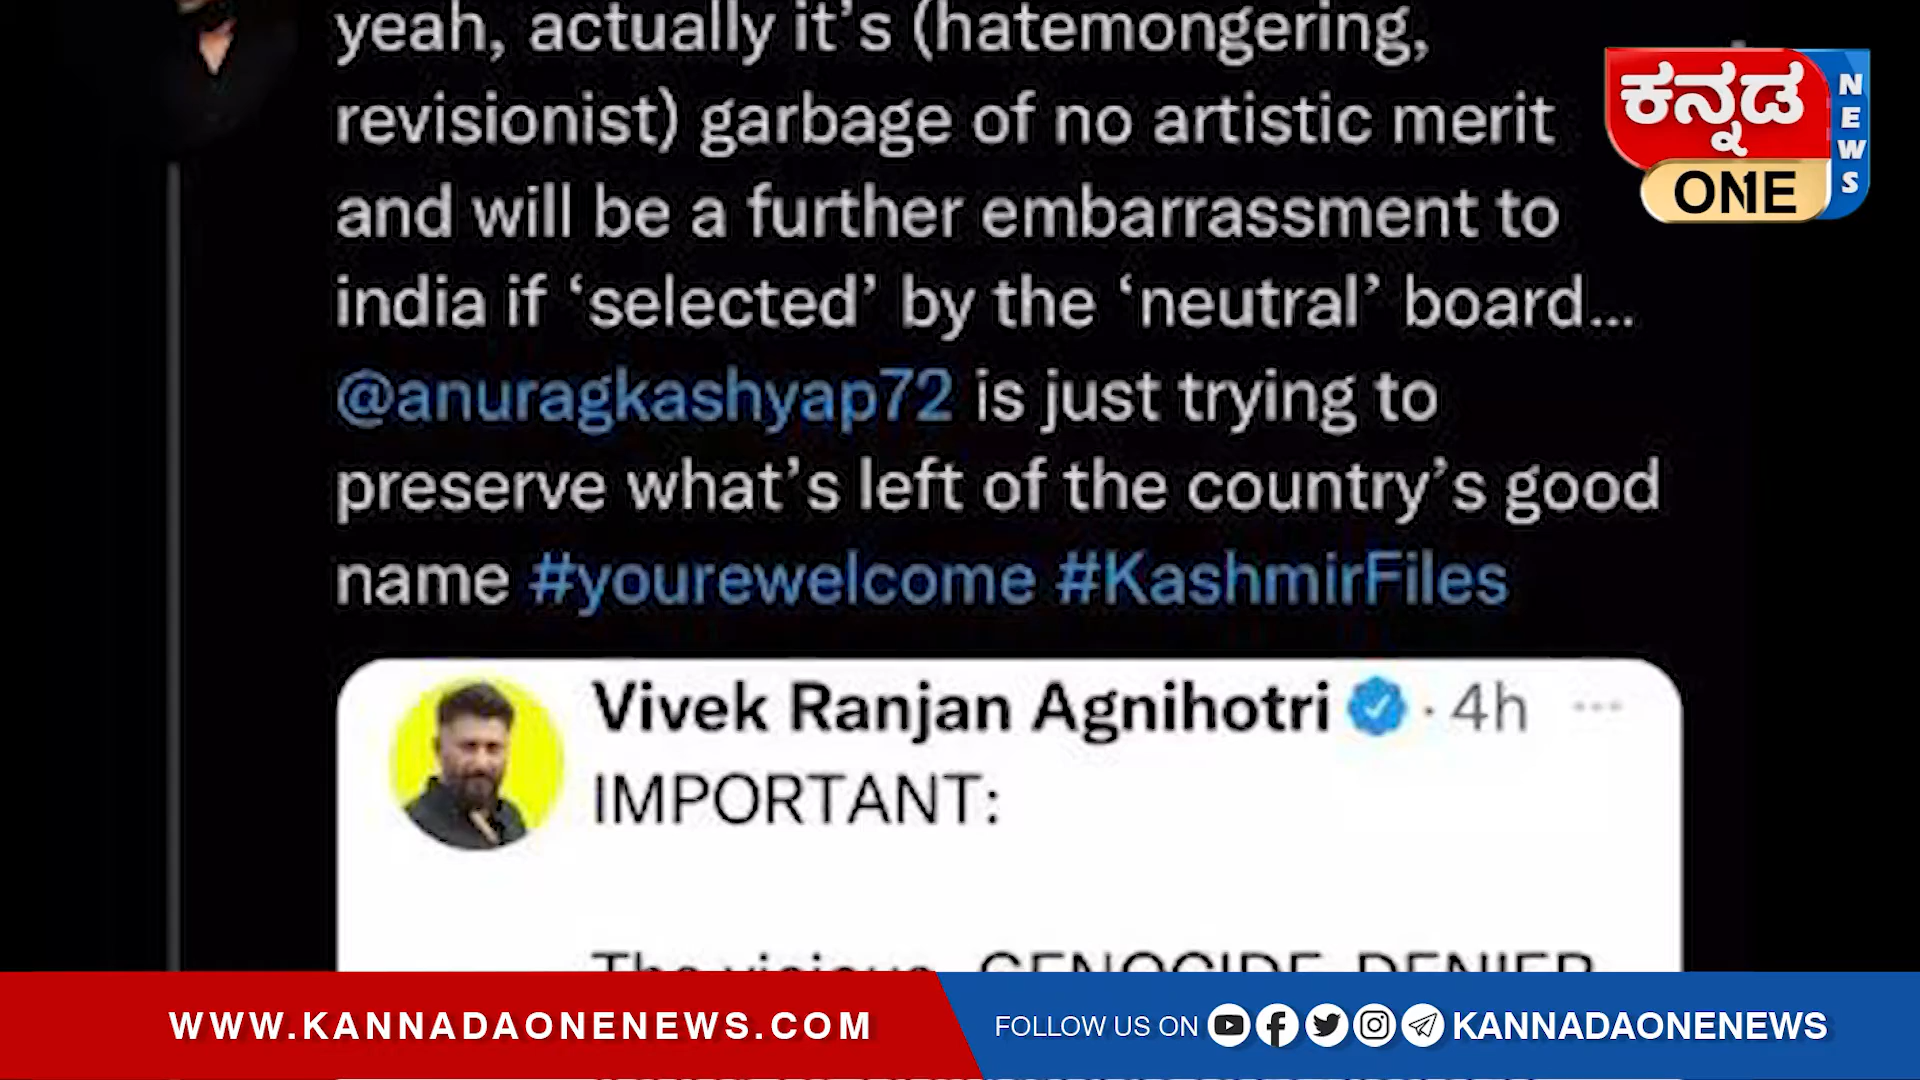 yeah, actually it’s (hatemongering,
revisionist) garbage of no artistic merit
and will be a further embarrassment to
india if ‘selected’ by the ‘neutral’ board...
@anuragkashyap72 is just trying to
preserve what’s left of the country’s good
name #yourewelcome #KashmirFiles
Vivek Ranjan Agnihotri · 4h ...
IMPORTANT:
The vicious, GENOCIDE-DENIER
ಕನ್ನಡ
NEWS
ONE
WWW.KANNADAONENEWS.COM
FOLLOW US ON KANNADAONENEWS